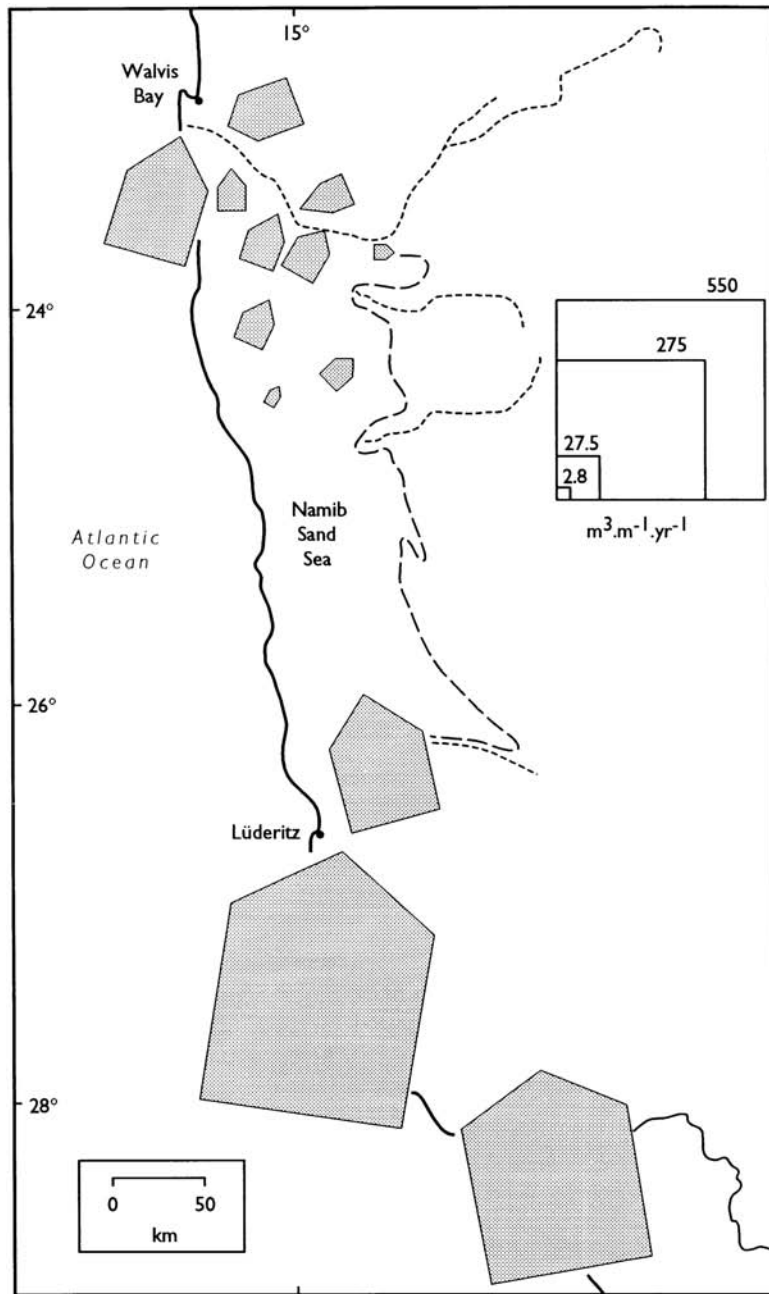 15°
Walvis
Bay
24°
550
275
27.5
2.8
m³.m⁻¹.yr⁻¹
Namib
Sand
Sea
Atlantic
Ocean
26°
Lüderitz
28°
0 50
km